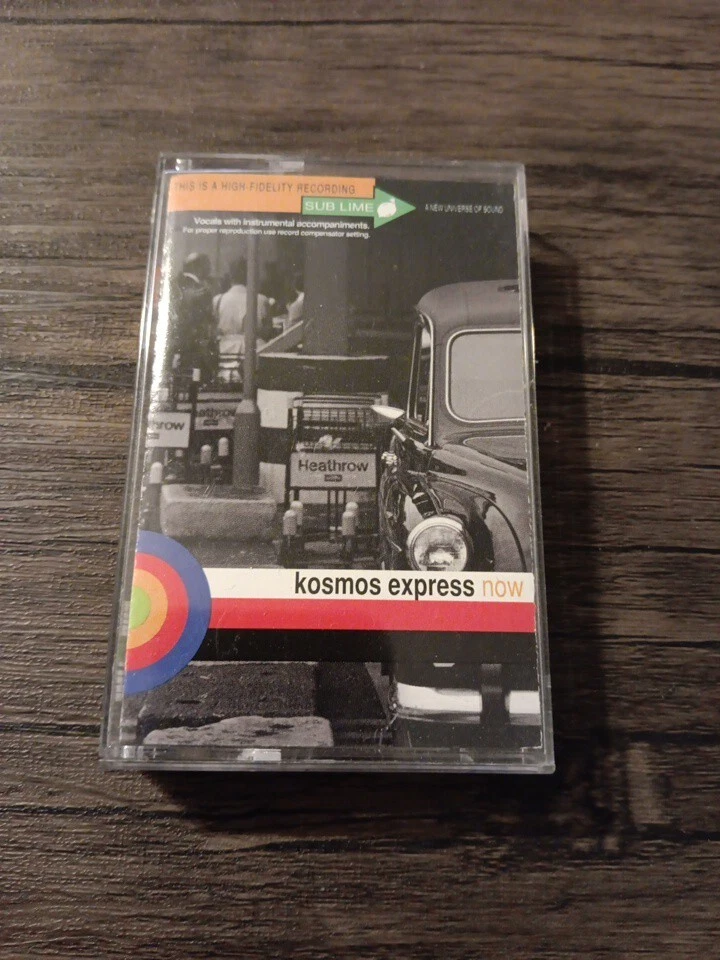 THIS IS A HIGH FIDELITY RECORDING
SUB LIME
A NEW UNIVERSE OF SOUND
Vocals with instrumental accompaniments.
For proper reproduction use record compensator setting.
throw
Heathrow
Heathrow
kosmos express now